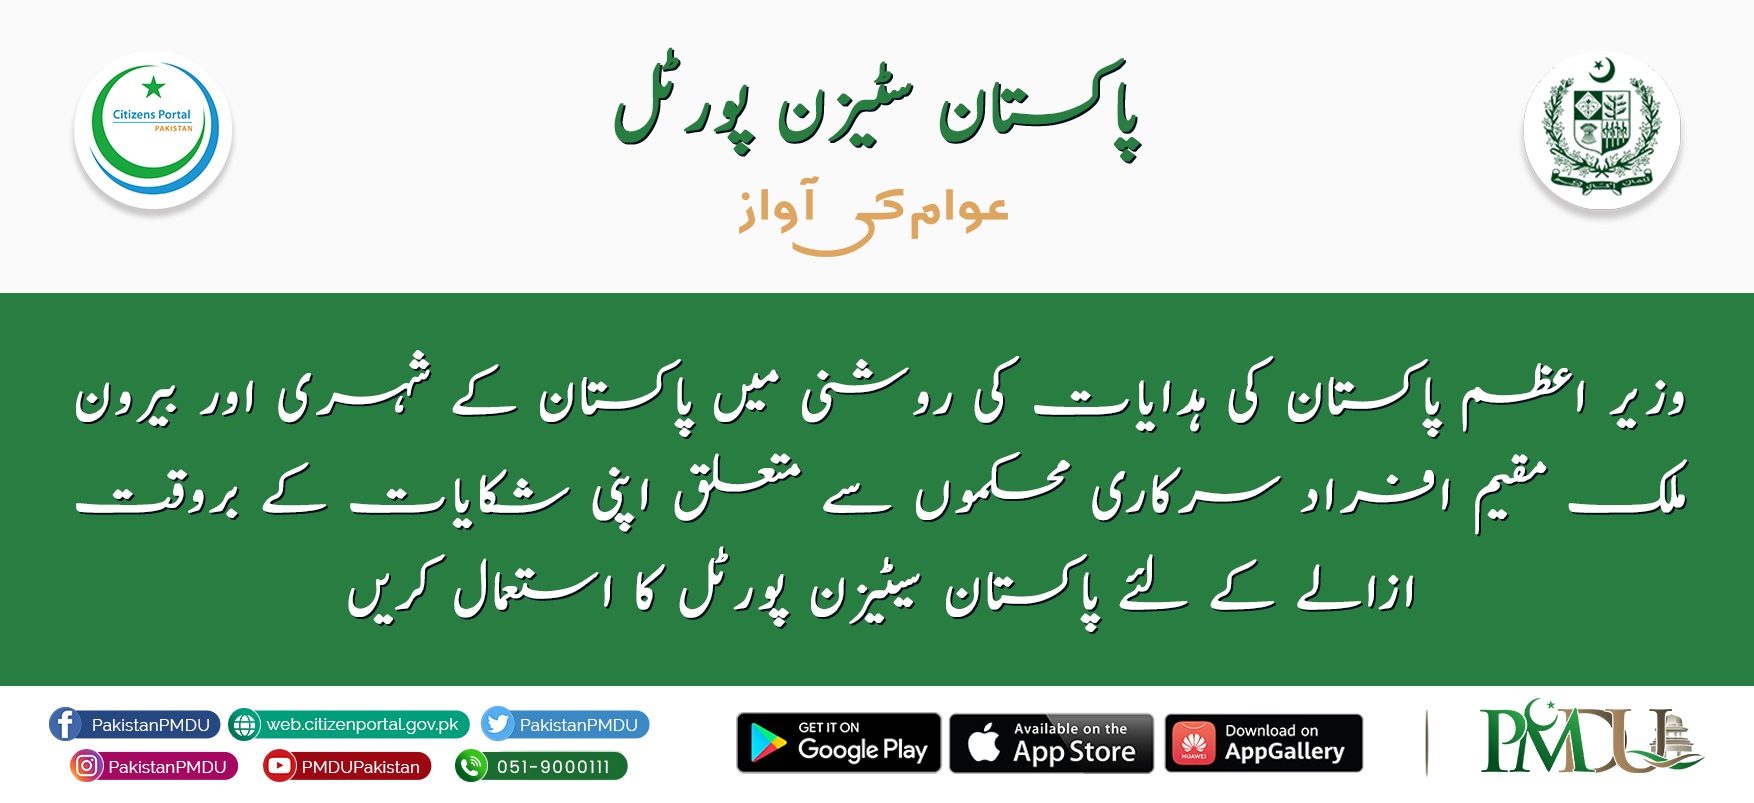 پاکستان سٹیزن پورٹل
عوام کی آواز
Citizens Portal
PAKISTAN
وزیر اعظم پاکستان کی ہدایات کی روشنی میں پاکستان کے شہری اور بیرون
ملک مقیم افراد سرکاری محکموں سے متعلق اپنی شکایات کے بروقت
ازالے کے لئے پاکستان سیٹیزن پورٹل کا استعمال کریں
PakistanPMDU
web.citizenportal.gov.pk
PakistanPMDU
PakistanPMDU
PMDUPakistan
051-9000111
GET IT ON
Google Play
Available on the
App Store
HUAWEI
Download on
AppGallery
PMDU